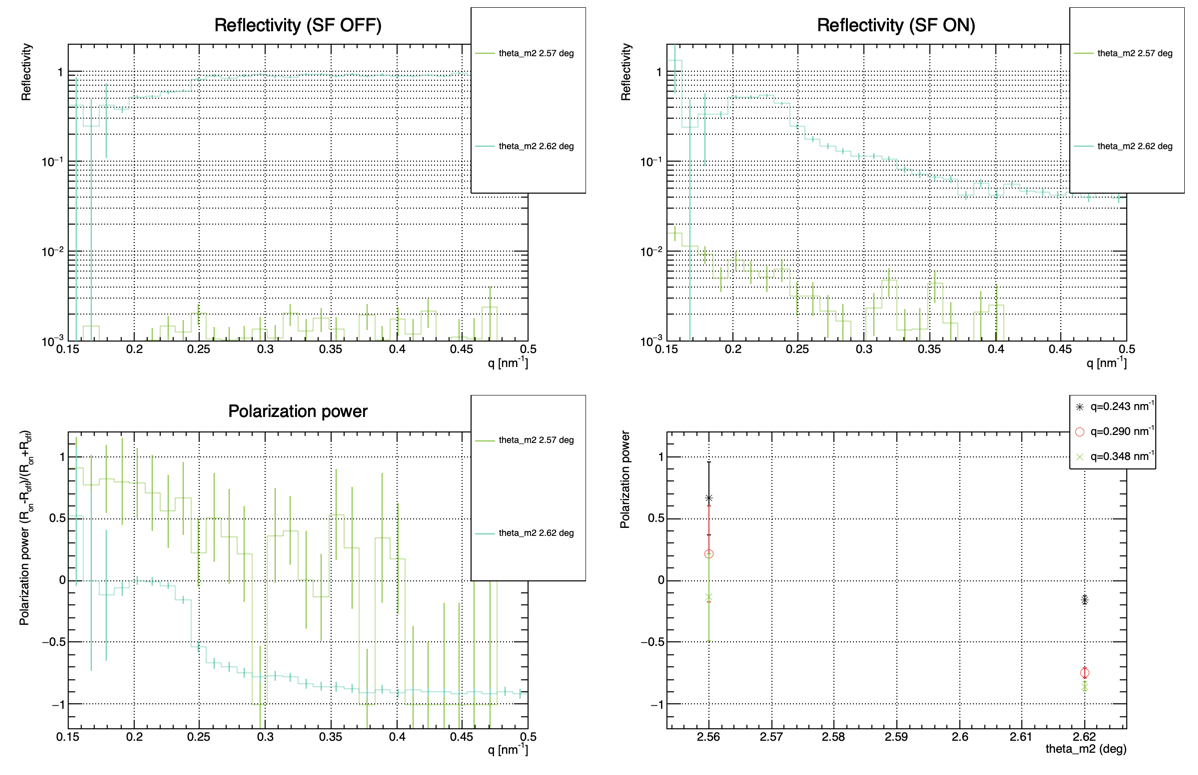 Reflectivity (SF OFF)
Reflectivity
theta_m2 2.57 deg
theta_m2 2.62 deg
1
10⁻¹
10⁻²
10⁻³
0.15 0.2 0.25 0.3 0.35 0.4 0.45 0.5
q [nm⁻¹]
Reflectivity (SF ON)
Reflectivity
theta_m2 2.57 deg
theta_m2 2.62 deg
1
10⁻¹
10⁻²
10⁻³
0.15 0.2 0.25 0.3 0.35 0.4 0.45 0.5
q [nm⁻¹]
Polarization power
Polarization power (R_on-R_off)/(R_on+R_off)
theta_m2 2.57 deg
theta_m2 2.62 deg
1
0.5
0
−0.5
−1
0.15 0.2 0.25 0.3 0.35 0.4 0.45 0.5
q [nm⁻¹]
Polarization power
q=0.243 nm⁻¹
q=0.290 nm⁻¹
q=0.348 nm⁻¹
1
0.5
0
−0.5
−1
2.56 2.57 2.58 2.59 2.6 2.61 2.62
theta_m2 (deg)